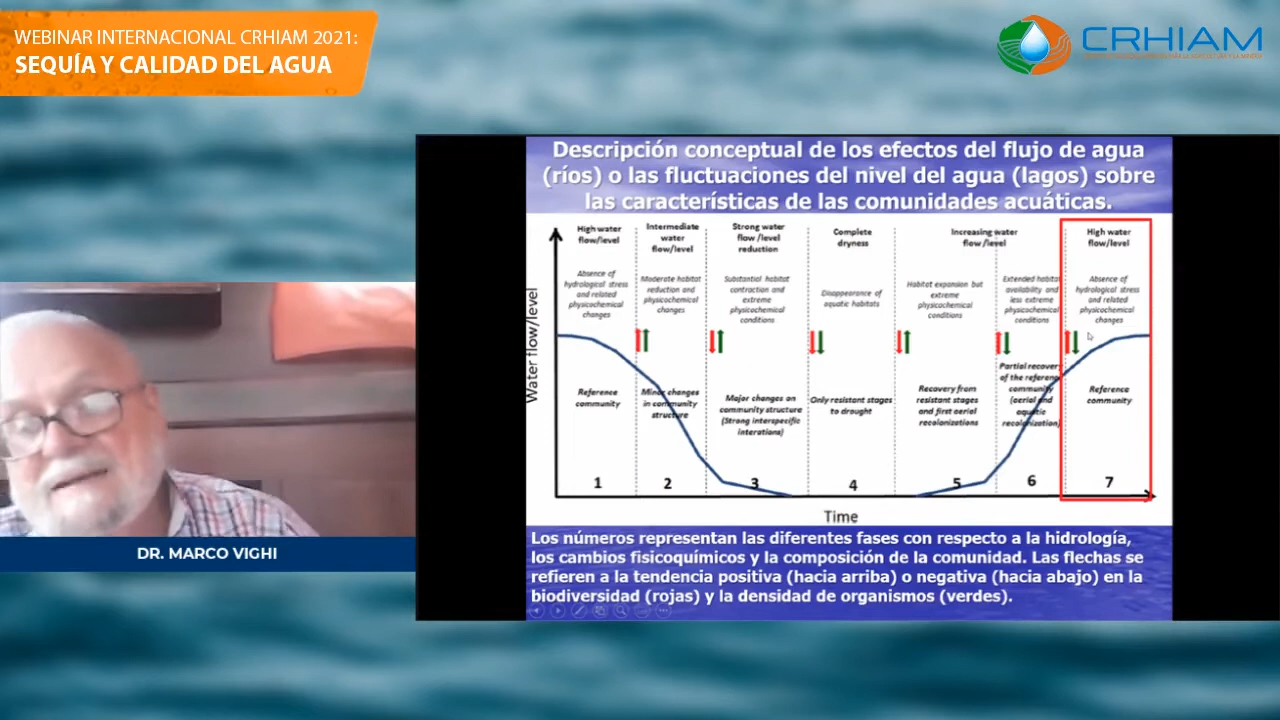 WEBINAR INTERNACIONAL CRHIAM 2021:
SEQUÍA Y CALIDAD DEL AGUA
CRHIAM
Descripción conceptual de los efectos del flujo de agua
(ríos) o las fluctuaciones del nivel del agua (lagos) sobre
las características de las comunidades acuáticas.
High water
flow/level
Intermediate
water
flow/level)
Strong water
flow /level
reduction
Complete
dryness
Increasing water
flow /level
High water
flow/level
Absence of
hydrological stress
and related
physicochemical
changes
Moderate habitat
reduction and
physicochemical
changes
Substantial habitat
contraction and
extreme
physicochemical
conditions
Disappearance of
aquatic habitats
Habitat expansion but
extreme
physicochemical
conditions
Extended habitat
availability and
less extreme
physicochemical
conditions
Absence of
hydrological stress
and related
physicochemical
changes
Water flow/level
Reference
community
Minor changes
in community
structure
Major changes on
community structure
(Strong interspecific
interations)
Only resistant stages
to drought
Recovery from
resistant stages
and first aerial
recolonizations
Partial recovery
of the reference
community
(aerial and
aquatic
recolonization)
Reference
community
1 2 3 4 5 6 7
Time
Los números representan las diferentes fases con respecto a la hidrología,
los cambios fisicoquímicos y la composición de la comunidad. Las flechas se
refieren a la tendencia positiva (hacia arriba) o negativa (hacia abajo) en la
biodiversidad (rojas) y la densidad de organismos (verdes).
DR. MARCO VIGHI